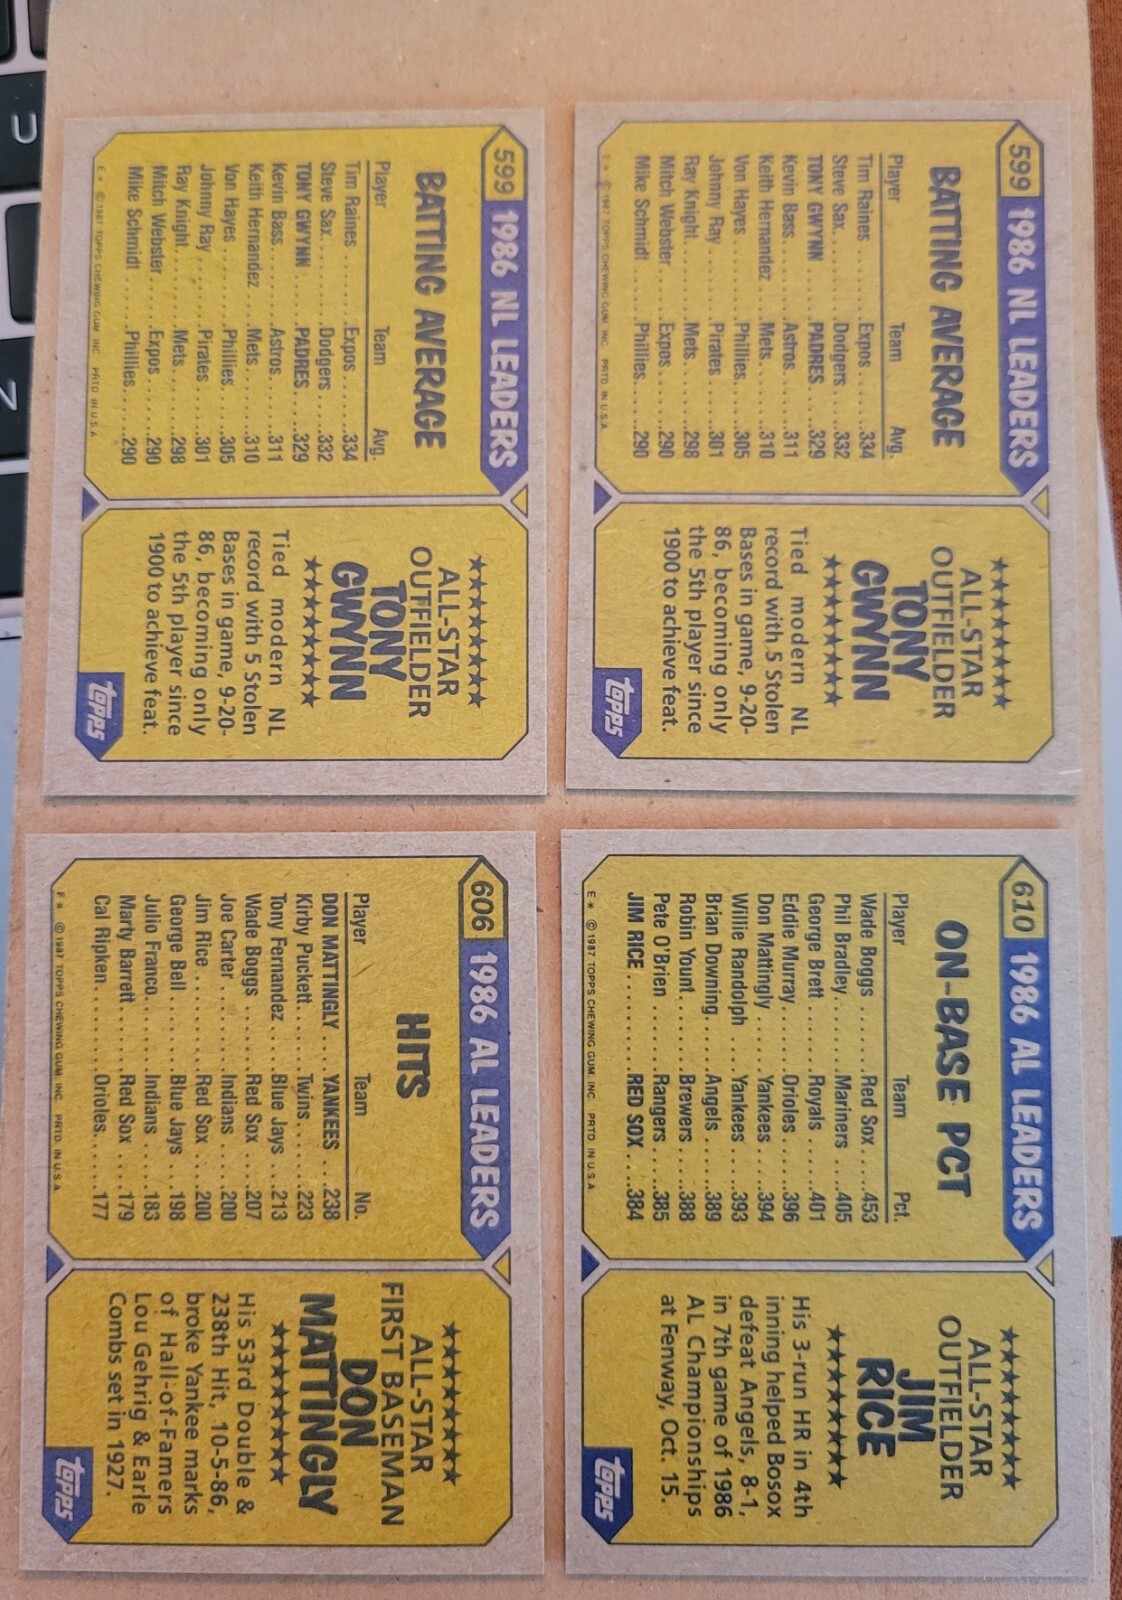 599 1986 NL LEADERS
BATTING AVERAGE
Player Team Avg.
Tim Raines.....Expos....334
Steve Sax......Dodgers...332
TONY GWYNN...PADRES...329
Kevin Bass......Astros.....311
Keith Hernandez..Mets.....310
Von Hayes.....Phillies....305
Johnny Ray.....Pirates...301
Ray Knight......Mets.....298
Mitch Webster...Expos....290
Mike Schmidt...Phillies....290
E* ©1987 TOPPS CHEWING GUM, INC. PRTD. IN U.S.A.
ALL-STAR
OUTFIELDER
TONY
GWYNN
Tied modern NL
record with 5 Stolen
Bases in game, 9-20-
86, becoming only
the 5th player since
1900 to achieve feat.
topps
599 1986 NL LEADERS
BATTING AVERAGE
Player Team Avg.
Tim Raines.....Expos....334
Steve Sax......Dodgers...332
TONY GWYNN...PADRES...329
Kevin Bass......Astros.....311
Keith Hernandez..Mets.....310
Von Hayes.....Phillies....305
Johnny Ray.....Pirates...301
Ray Knight......Mets.....298
Mitch Webster...Expos....290
Mike Schmidt...Phillies....290
E* ©1987 TOPPS CHEWING GUM, INC. PRTD. IN U.S.A.
ALL-STAR
OUTFIELDER
TONY
GWYNN
Tied modern NL
record with 5 Stolen
Bases in game, 9-20-
86, becoming only
the 5th player since
1900 to achieve feat.
topps
610 1986 AL LEADERS
ON-BASE PCT
Player Team Pct.
Wade Boggs.....Red Sox....453
Phil Bradley......Mariners...405
George Brett.....Royals....401
Eddie Murray.....Orioles....396
Don Mattingly....Yankees...394
Willie Randolph...Yankees...393
Brian Downing....Angels....389
Robin Yount......Brewers...388
Pete O'Brien.....Rangers...385
JIM RICE........RED SOX...384
E* ©1987 TOPPS CHEWING GUM, INC. PRTD. IN U.S.A.
ALL-STAR
OUTFIELDER
JIM
RICE
His 3-run HR in 4th
inning helped Bosox
defeat Angels, 8-1,
in 7th game of 1986
AL Championships
at Fenway, Oct. 15.
topps
606 1986 AL LEADERS
HITS
Player Team No.
DON MATTINGLY...YANKEES...238
Kirby Puckett......Twins.....223
Tony Fernandez....Blue Jays...213
Wade Boggs......Red Sox....207
Joe Carter........Indians....200
Jim Rice.........Red Sox...200
George Bell.......Blue Jays...198
Julio Franco.......Indians....183
Marty Barrett......Red Sox...179
Cal Ripken........Orioles....177
F* ©1987 TOPPS CHEWING GUM, INC. PRTD. IN U.S.A.
ALL-STAR
FIRST BASEMAN
DON
MATTINGLY
His 53rd Double &
238th Hit, 10-5-86,
broke Yankee marks
of Hall-of-Famers
Lou Gehrig & Earle
Combs set in 1927.
topps
U
N